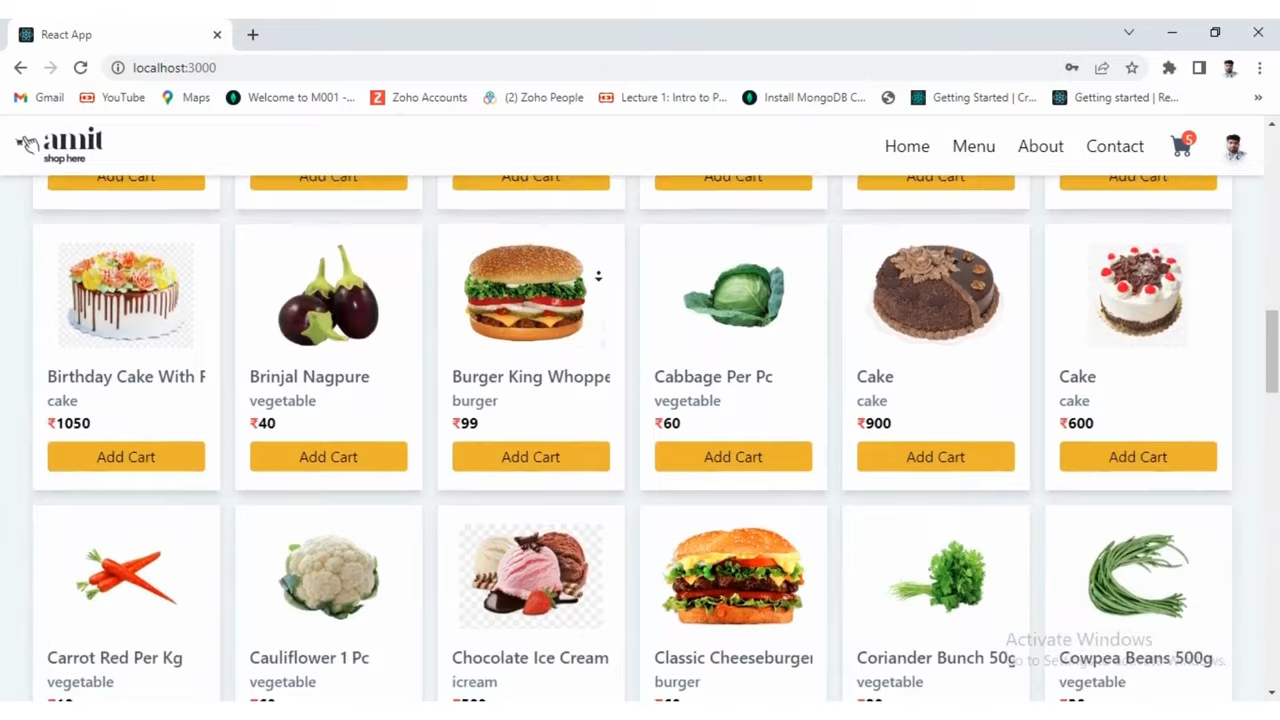 React App
localhost:3000
Gmail YouTube Maps Welcome to M001 -... Zoho Accounts (2) Zoho People Lecture 1: Intro to P... Install MongoDB C... Getting Started | Cr... Getting started | Re... »
amit
shop here
Home Menu About Contact 5
Add Cart Add Cart Add Cart Add Cart Add Cart Add Cart
Birthday Cake With F Brinjal Nagpure Burger King Whoppe Cabbage Per Pc Cake Cake
cake vegetable burger vegetable cake cake
₹1050 ₹40 ₹99 ₹60 ₹900 ₹600
Add Cart Add Cart Add Cart Add Cart Add Cart Add Cart
Activate Windows
Carrot Red Per Kg Cauliflower 1 Pc Chocolate Ice Cream Classic Cheeseburger Coriander Bunch 50g Cowpea Beans 500g
vegetable vegetable icream burger vegetable vegetable